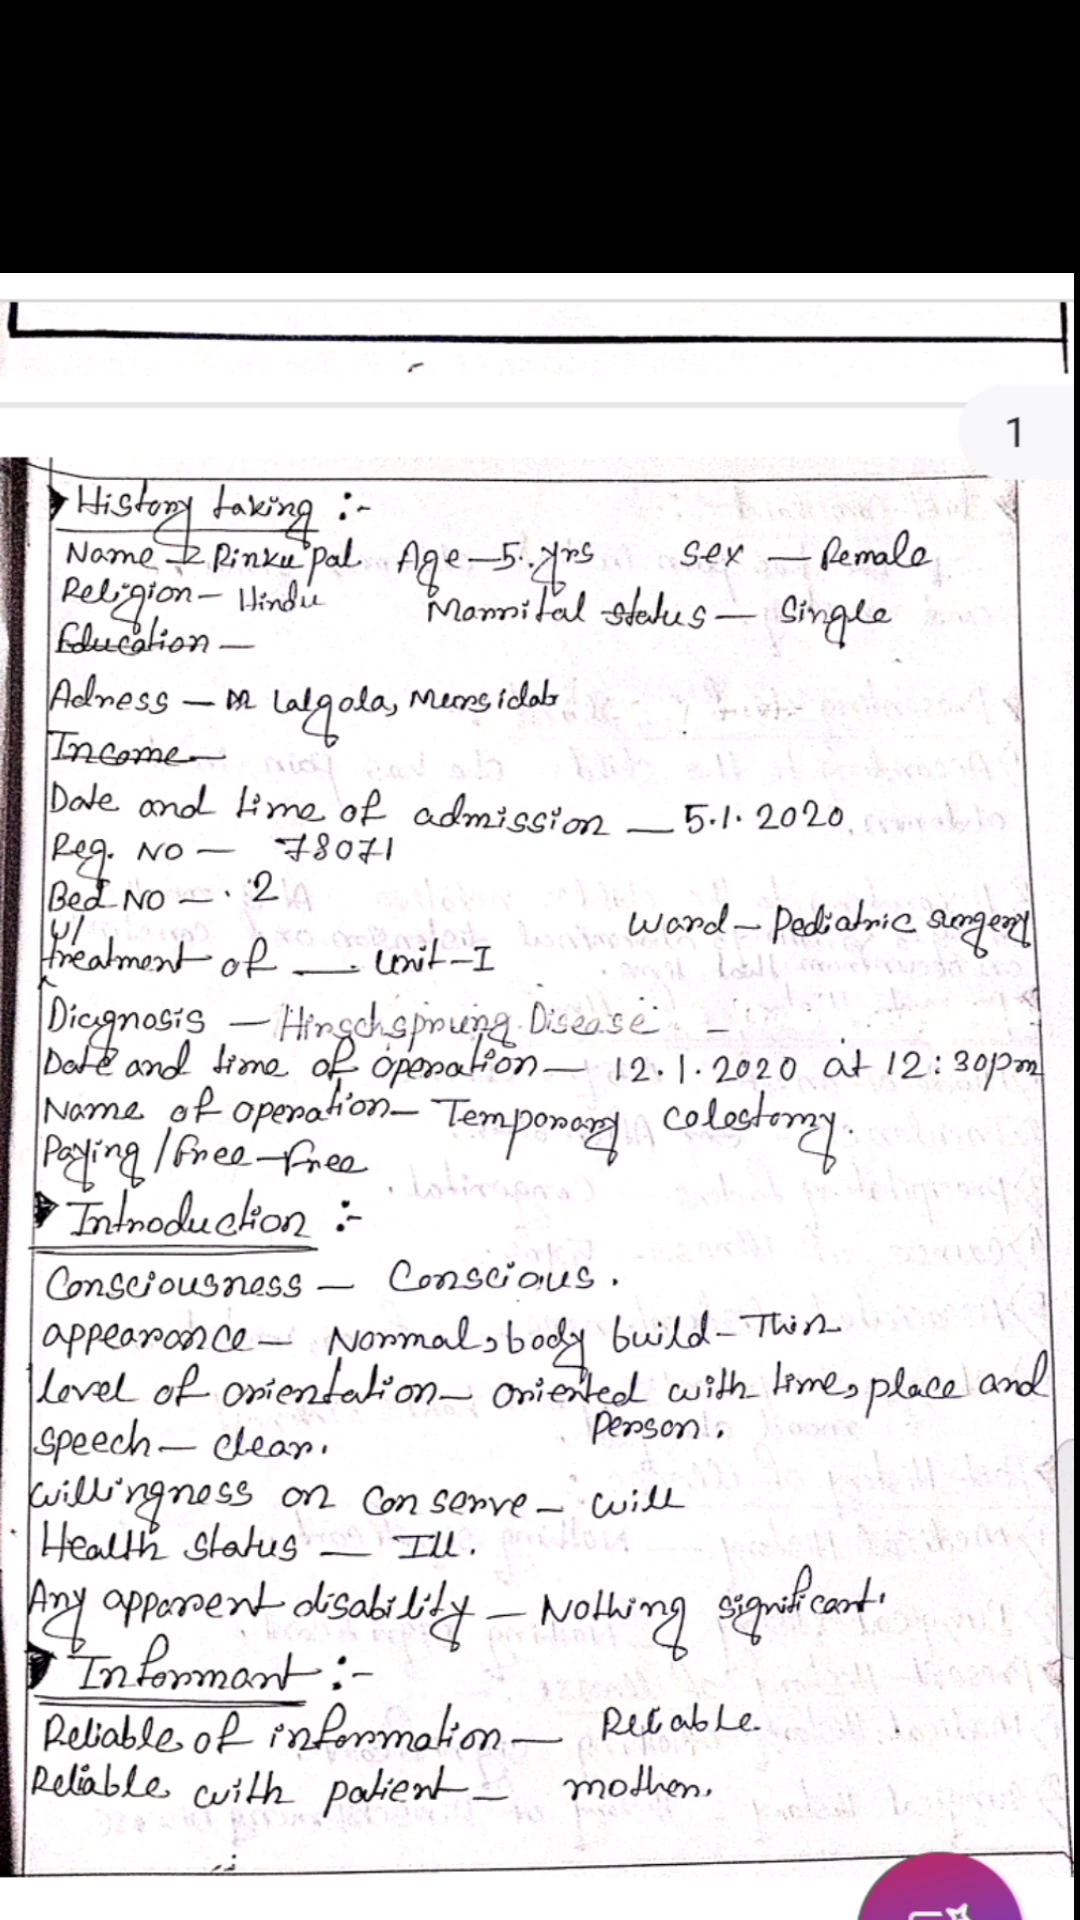 1
History taking :-
Name - Rinku pal Age - 5 yrs Sex - Female
Religion - Hindu Marrital status - Single
Education -
Adress - Lalgola, Mursidab
Income -
Date and time of admission - 5.1.2020
Reg. No - 78071
Bed No - 2
Ward - Pediatric surgery
u/
treatment of - Unit-I
Diagnosis - Hirschsprung Disease -
Date and time of operation - 12.1.2020 at 12:30pm
Name of operation - Temporary colostomy.
Paying / Free - Free
Introduction :-
Consciousness - Conscious.
appearance - Normal, body build - Thin
level of orientation - oriented with time, place and
person.
speech - clear.
willingness on conserve - will
Health status - Ill.
Any apparent disability - Nothing significant.
Informant :-
Reliable of information - Reliable.
Reliable with patient - mother.